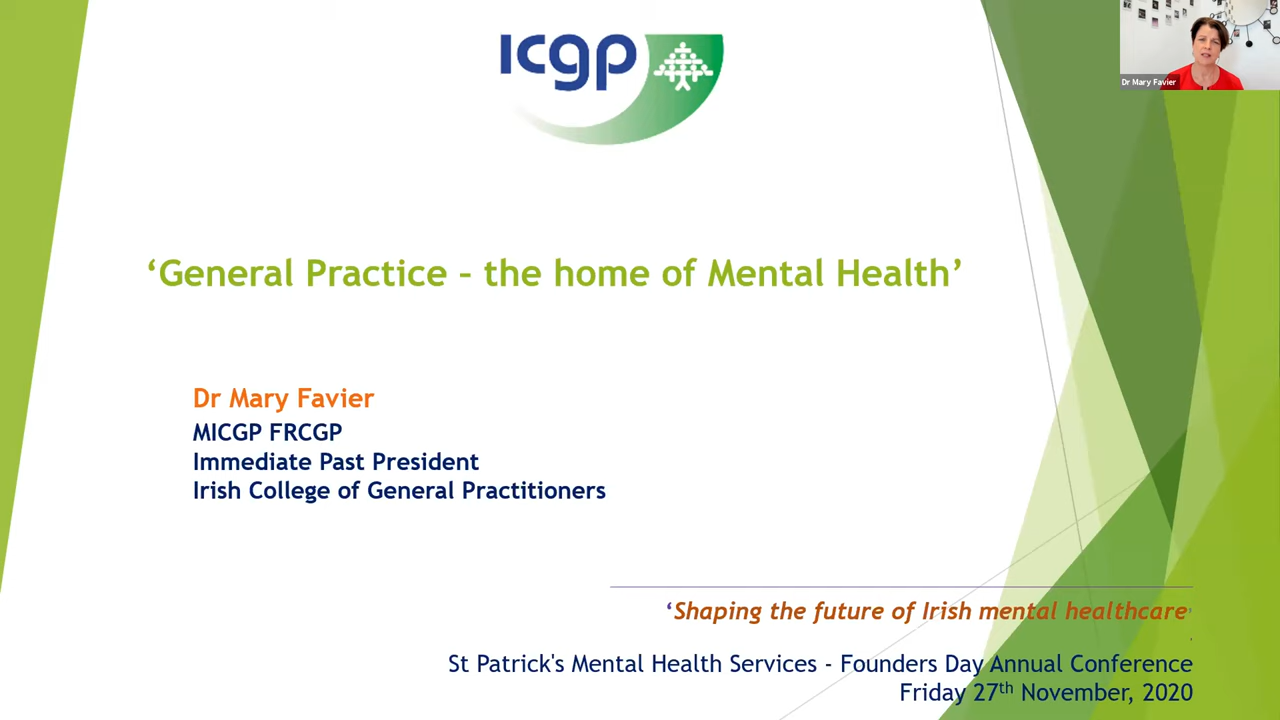 icgp
Dr Mary Favier
‘General Practice – the home of Mental Health’
Dr Mary Favier
MICGP FRCGP
Immediate Past President
Irish College of General Practitioners
‘Shaping the future of Irish mental healthcare’
St Patrick's Mental Health Services - Founders Day Annual Conference
Friday 27th November, 2020